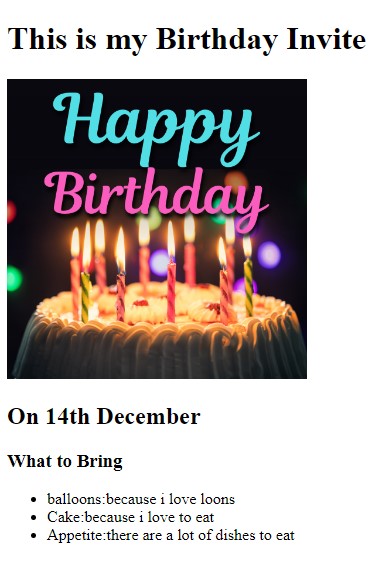 This is my Birthday Invite
Happy
Birthday
On 14th December
What to Bring
balloons:because i love loons
Cake:because i love to eat
Appetite:there are a lot of dishes to eat